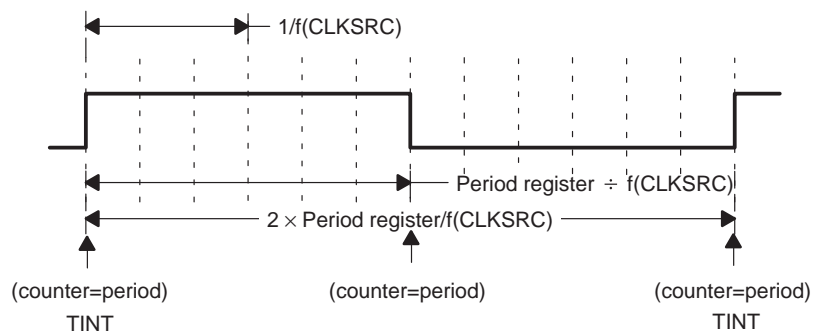 1/f(CLKSRC)
Period register ÷ f(CLKSRC)
2 × Period register/f(CLKSRC)
(counter=period) (counter=period) (counter=period)
TINT TINT